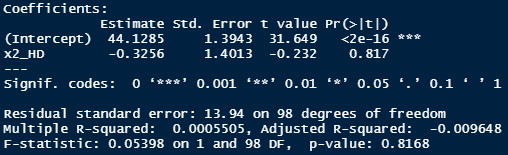 Coefficients:
Estimate Std. Error t value Pr(>|t|)
(Intercept) 44.1285 1.3943 31.649 <2e-16 ***
x2_HD -0.3256 1.4013 -0.232 0.817
---
Signif. codes: 0 ‘***’ 0.001 ‘**’ 0.01 ‘*’ 0.05 ‘.’ 0.1 ‘ ’ 1
Residual standard error: 13.94 on 98 degrees of freedom
Multiple R-squared: 0.0005505, Adjusted R-squared: -0.009648
F-statistic: 0.05398 on 1 and 98 DF, p-value: 0.8168